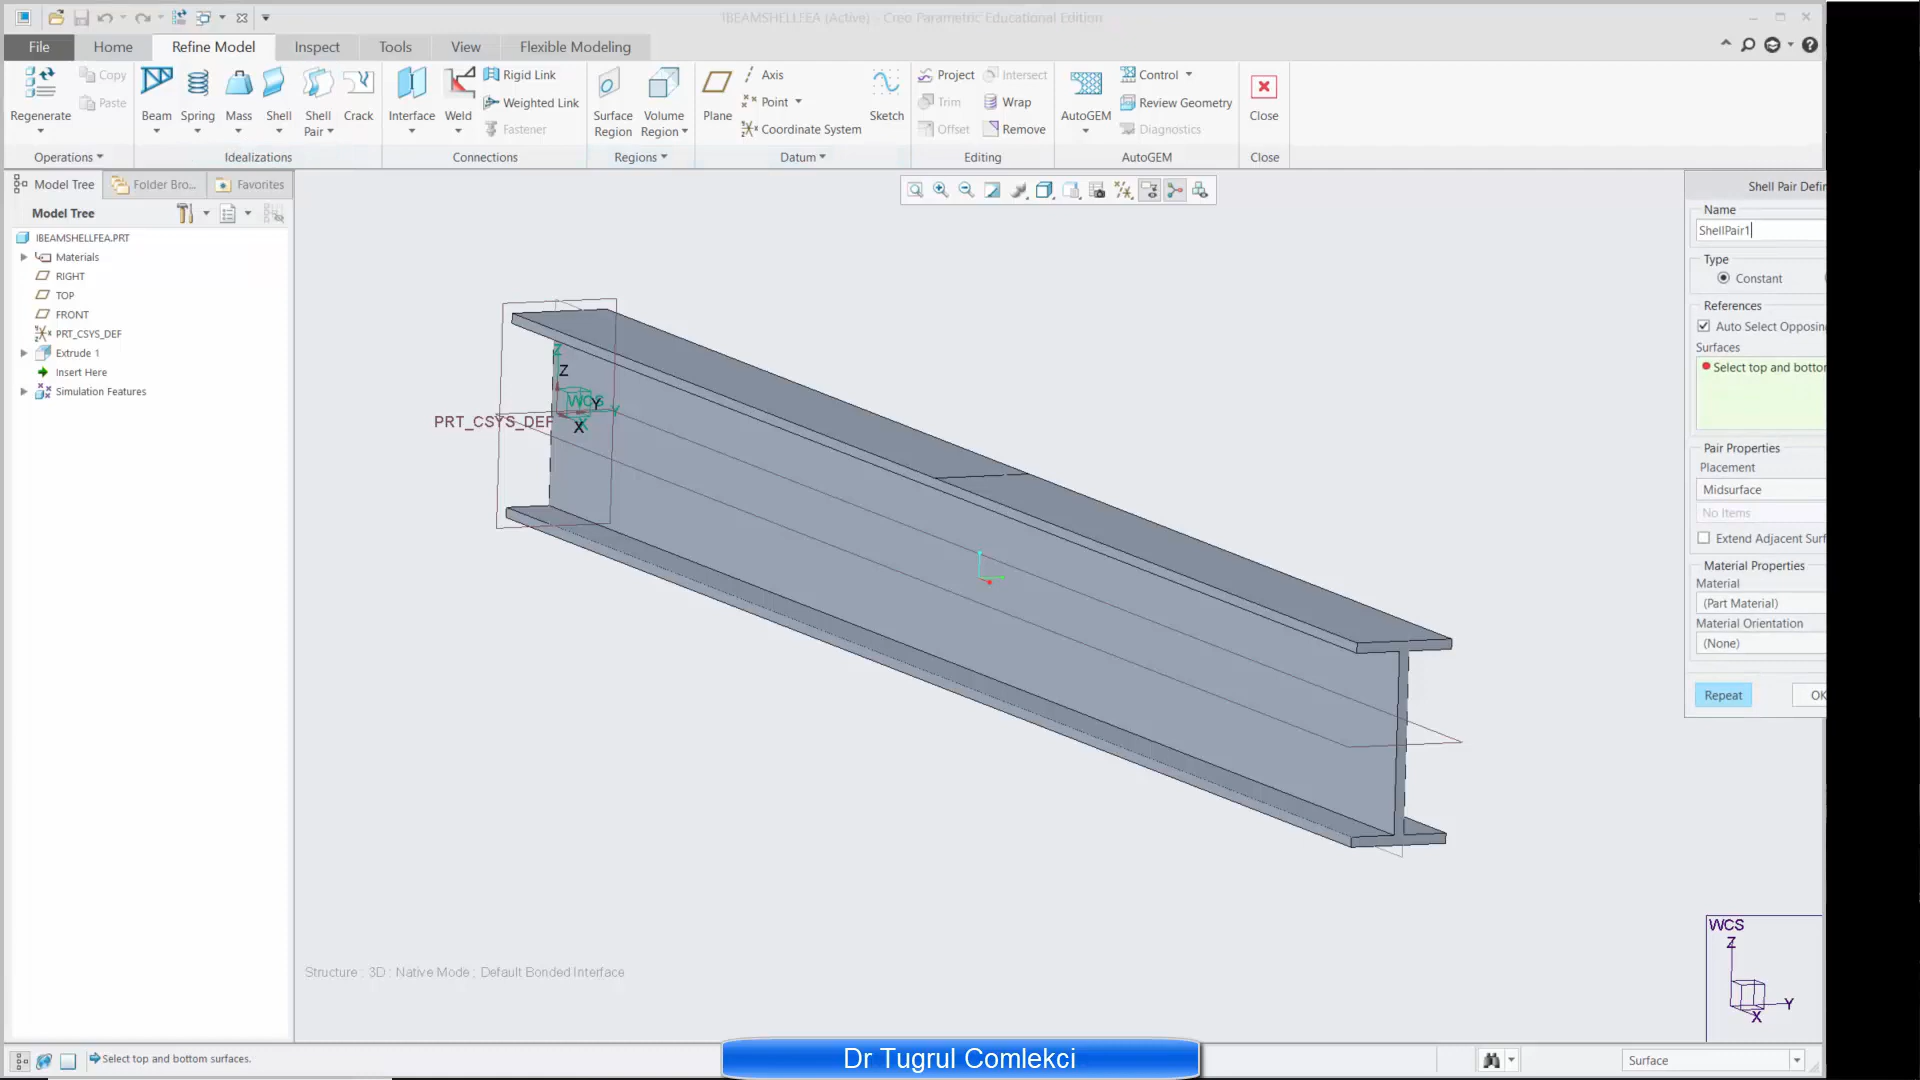 IBEAMSHELLFEA (Active) - Creo Parametric Educational Edition
File
Home
Refine Model
Inspect
Tools
View
Flexible Modeling
Regenerate
Copy
Paste
Operations
Beam
Spring
Mass
Shell
Shell Pair
Crack
Idealizations
Interface
Weld
Rigid Link
Weighted Link
Fastener
Connections
Surface Region
Volume Region
Regions
Plane
Axis
Point
Coordinate System
Sketch
Datum
Project
Intersect
Trim
Wrap
Offset
Remove
Editing
AutoGEM
Control
Review Geometry
Diagnostics
AutoGEM
Close
Close
Model Tree
Folder Bro...
Favorites
Model Tree
IBEAMSHELLFEA.PRT
Materials
RIGHT
TOP
FRONT
PRT_CSYS_DEF
Extrude 1
Insert Here
Simulation Features
Z
Z
WCS
Y
Y
X
X
PRT_CSYS_DEF
Shell Pair Defi
Name
ShellPair1
Type
Constant
References
Auto Select Opposin
Surfaces
Select top and botto
Pair Properties
Placement
Midsurface
No Items
Extend Adjacent Surf
Material Properties
Material
(Part Material)
Material Orientation
(None)
Repeat
OK
WCS
Z
Y
X
Structure : 3D : Native Mode : Default Bonded Interface
Select top and bottom surfaces.
Dr Tugrul Comlekci
Surface